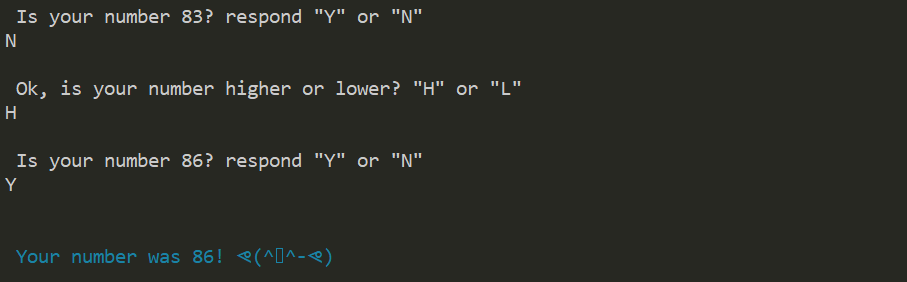 Is your number 83? respond "Y" or "N"
N
Ok, is your number higher or lower? "H" or "L"
H
Is your number 86? respond "Y" or "N"
Y
Your number was 86! ⪦(^▯^-⪦)